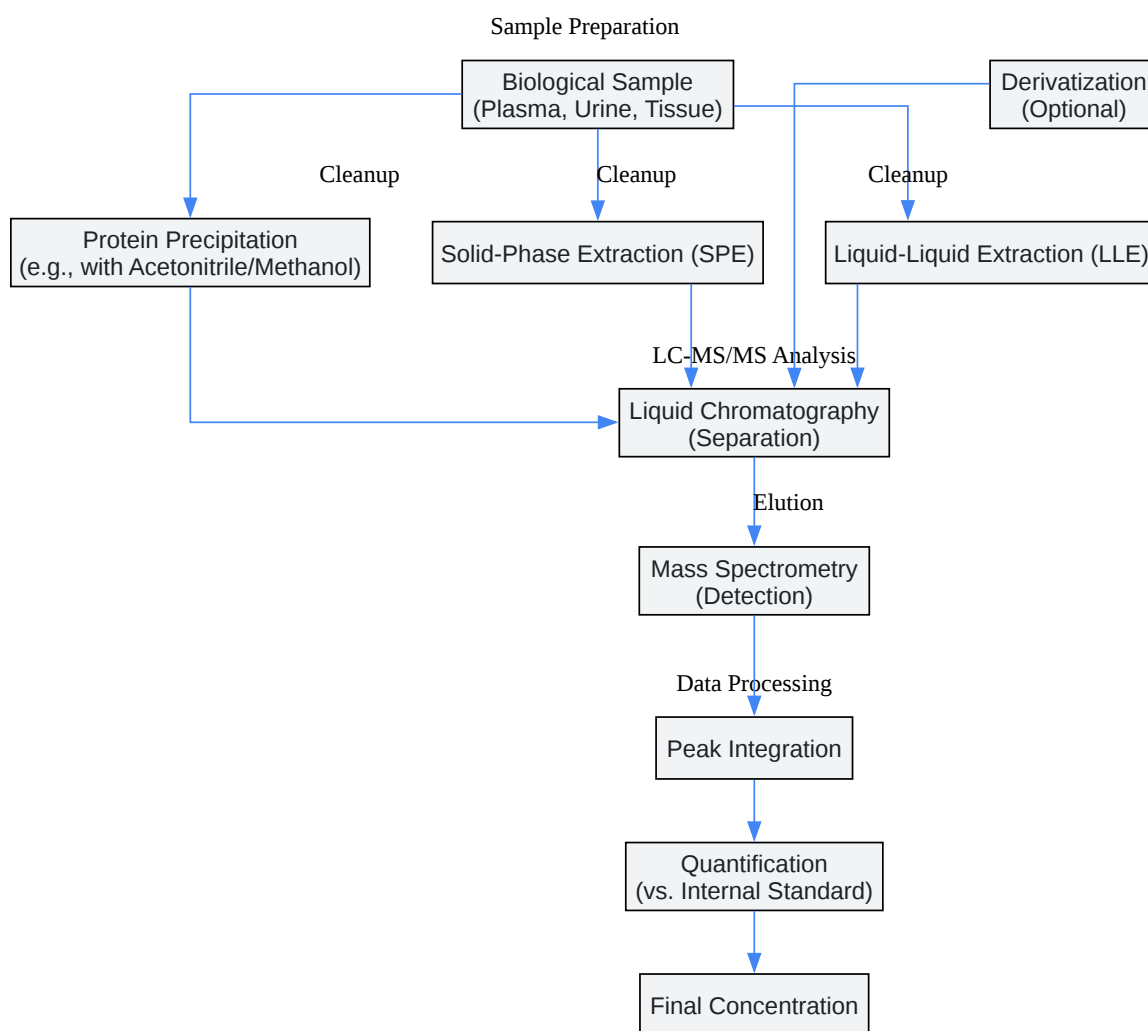 Sample Preparation
Biological Sample
(Plasma, Urine, Tissue)
Derivatization
(Optional)
Cleanup
Cleanup
Cleanup
Protein Precipitation
(e.g., with Acetonitrile/Methanol)
Solid-Phase Extraction (SPE)
Liquid-Liquid Extraction (LLE)
LC-MS/MS Analysis
Liquid Chromatography
(Separation)
Elution
Mass Spectrometry
(Detection)
Data Processing
Peak Integration
Quantification
(vs. Internal Standard)
Final Concentration